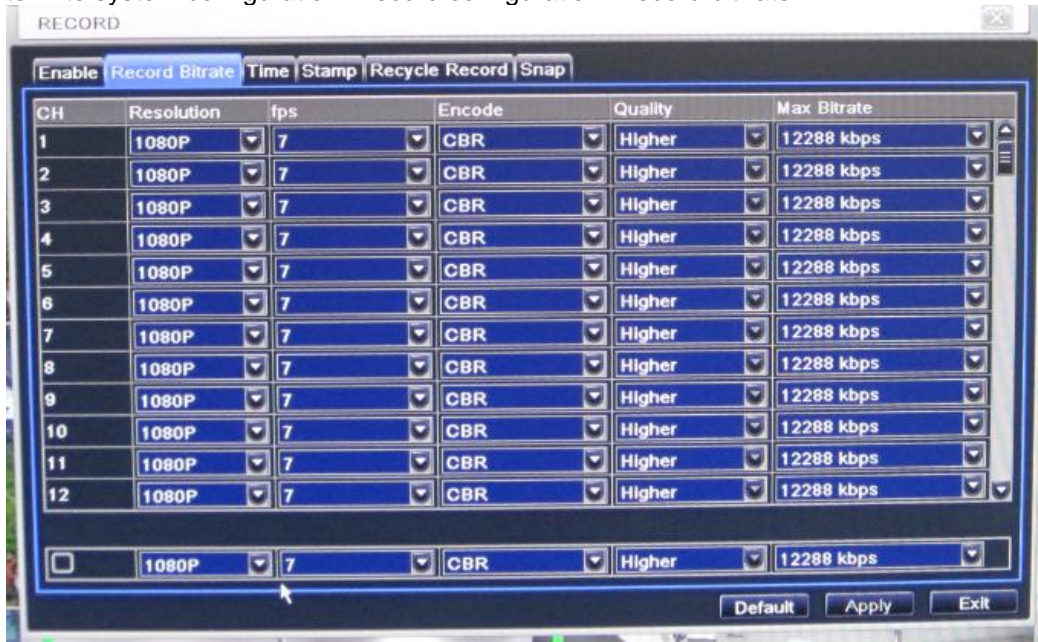 RECORD
Enable Record Bitrate Time Stamp Recycle Record Snap
CH Resolution fps Encode Quality Max Bitrate
1 1080P 7 CBR Higher 12288 kbps
2 1080P 7 CBR Higher 12288 kbps
3 1080P 7 CBR Higher 12288 kbps
4 1080P 7 CBR Higher 12288 kbps
5 1080P 7 CBR Higher 12288 kbps
6 1080P 7 CBR Higher 12288 kbps
7 1080P 7 CBR Higher 12288 kbps
8 1080P 7 CBR Higher 12288 kbps
9 1080P 7 CBR Higher 12288 kbps
10 1080P 7 CBR Higher 12288 kbps
11 1080P 7 CBR Higher 12288 kbps
12 1080P 7 CBR Higher 12288 kbps
1080P 7 CBR Higher 12288 kbps
Default Apply Exit